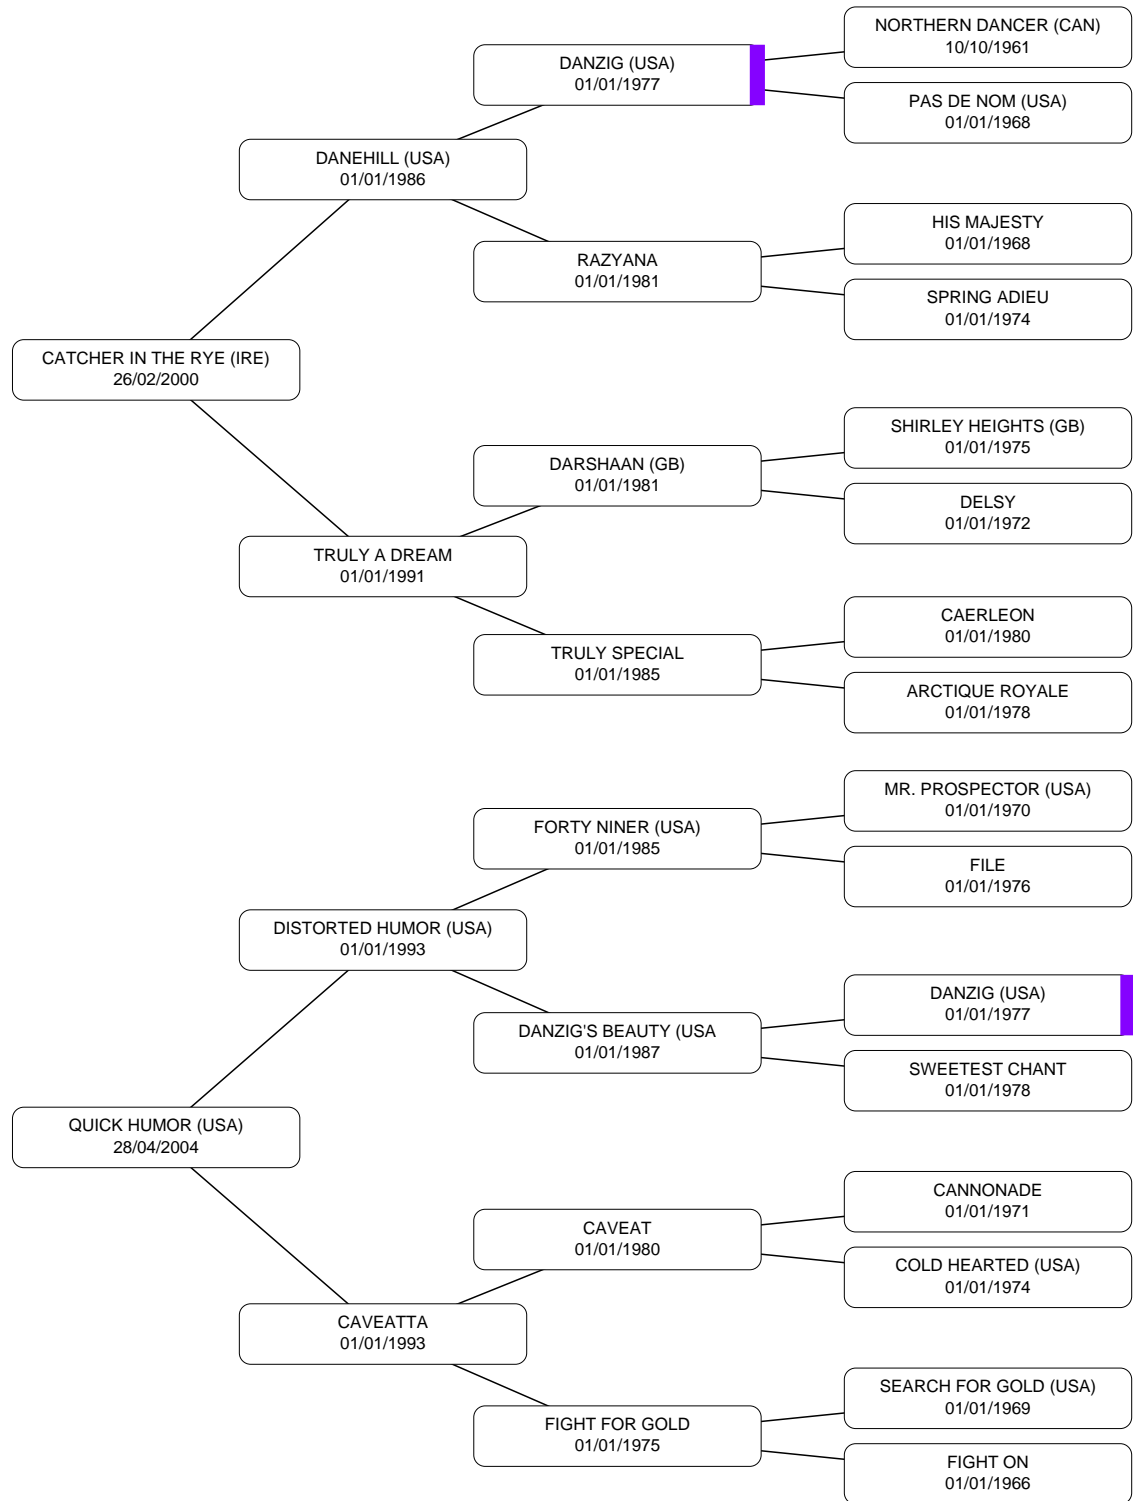 NORTHERN DANCER (CAN)
10/10/1961
DANZIG (USA)
01/01/1977
PAS DE NOM (USA)
01/01/1968
DANEHILL (USA)
01/01/1986
HIS MAJESTY
01/01/1968
RAZYANA
01/01/1981
SPRING ADIEU
01/01/1974
CATCHER IN THE RYE (IRE)
26/02/2000
SHIRLEY HEIGHTS (GB)
01/01/1975
DARSHAAN (GB)
01/01/1981
DELSY
01/01/1972
TRULY A DREAM
01/01/1991
CAERLEON
01/01/1980
TRULY SPECIAL
01/01/1985
ARCTIQUE ROYALE
01/01/1978
MR. PROSPECTOR (USA)
01/01/1970
FORTY NINER (USA)
01/01/1985
FILE
01/01/1976
DISTORTED HUMOR (USA)
01/01/1993
DANZIG (USA)
01/01/1977
DANZIG'S BEAUTY (USA
01/01/1987
SWEETEST CHANT
01/01/1978
QUICK HUMOR (USA)
28/04/2004
CANNONADE
01/01/1971
CAVEAT
01/01/1980
COLD HEARTED (USA)
01/01/1974
CAVEATTA
01/01/1993
SEARCH FOR GOLD (USA)
01/01/1969
FIGHT FOR GOLD
01/01/1975
FIGHT ON
01/01/1966